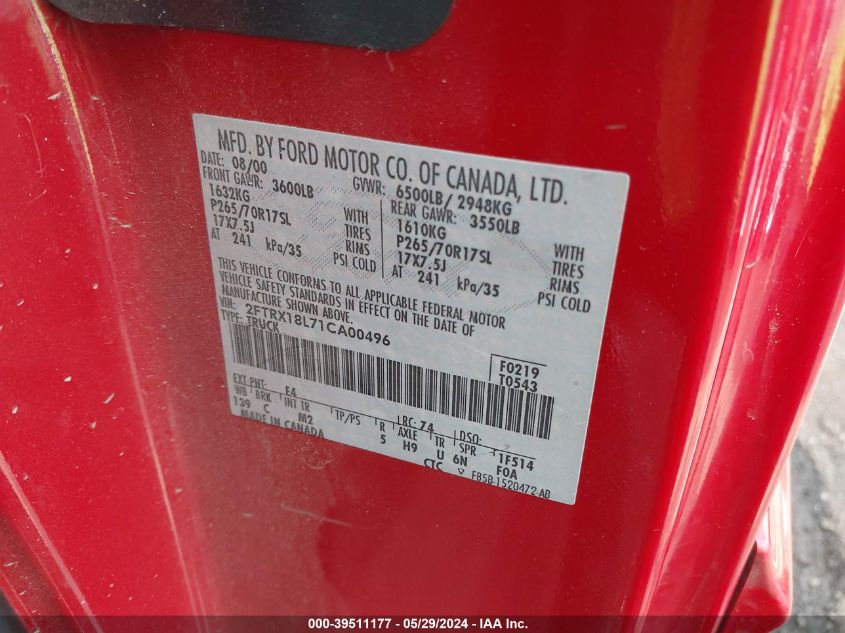 MFD. BY FORD MOTOR CO. OF CANADA, LTD.
DATE: 08/00 GVWR: 6500LB/ 2948KG
FRONT GAWR: 3600LB REAR GAWR: 3550LB
1632KG WITH 1610KG WITH
P265/70R17SL TIRES P265/70R17SL TIRES
17X7.5J RIMS 17X7.5J RIMS
AT 241 kPa/35 PSI COLD AT 241 kPa/35 PSI COLD
THIS VEHICLE CONFORMS TO ALL APPLICABLE FEDERAL MOTOR
VEHICLE SAFETY STANDARDS IN EFFECT ON THE DATE OF
MANUFACTURE SHOWN ABOVE.
VIN: 2FTRX18L71CA00496
TYPE: TRUCK
F0219
T0543
EXT PNT: E4 LRC: 74 DSO:
WB BRK INT TR TP/PS R AXLE TR SPR 1F514
139 C M2 5 H9 U 6N F0A
MADE IN CANADA CTC F85B-1520472-AB
000-39511177 - 05/29/2024 - IAA Inc.